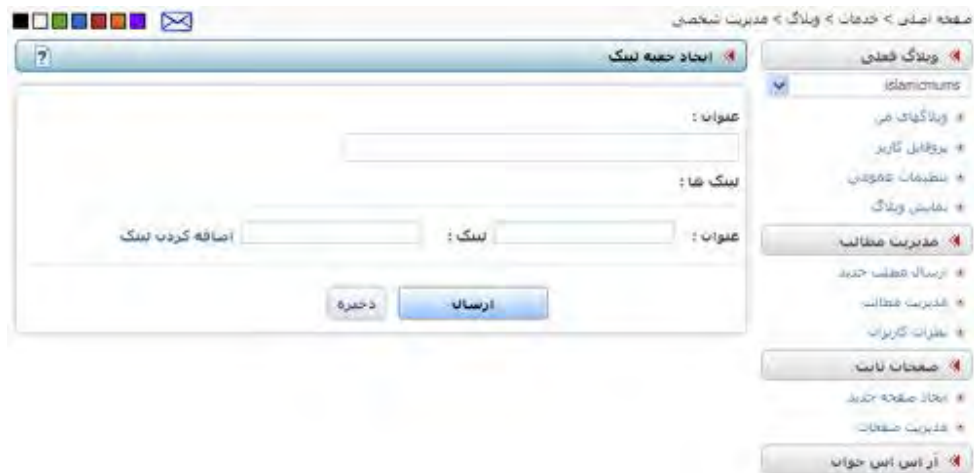 صفحه اصلی > خدمات > وبلاگ > مدیریت شخصی
وبلاگ فعلی
islamicmums
وبلاگهای من
پروفایل کاربر
تنظیمات عمومی
نمایش وبلاگ
مدیریت مطالب
ارسال مطلب جدید
مدیریت مطالب
نظرات کاربران
صفحات ثابت
ایجاد صفحه جدید
مدیریت صفحات
آر اس اس خوان
ایجاد جعبه لینک
?
عنوان :
لینک ها :
عنوان : لینک : اضافه کردن لینک
ارسال ذخیره